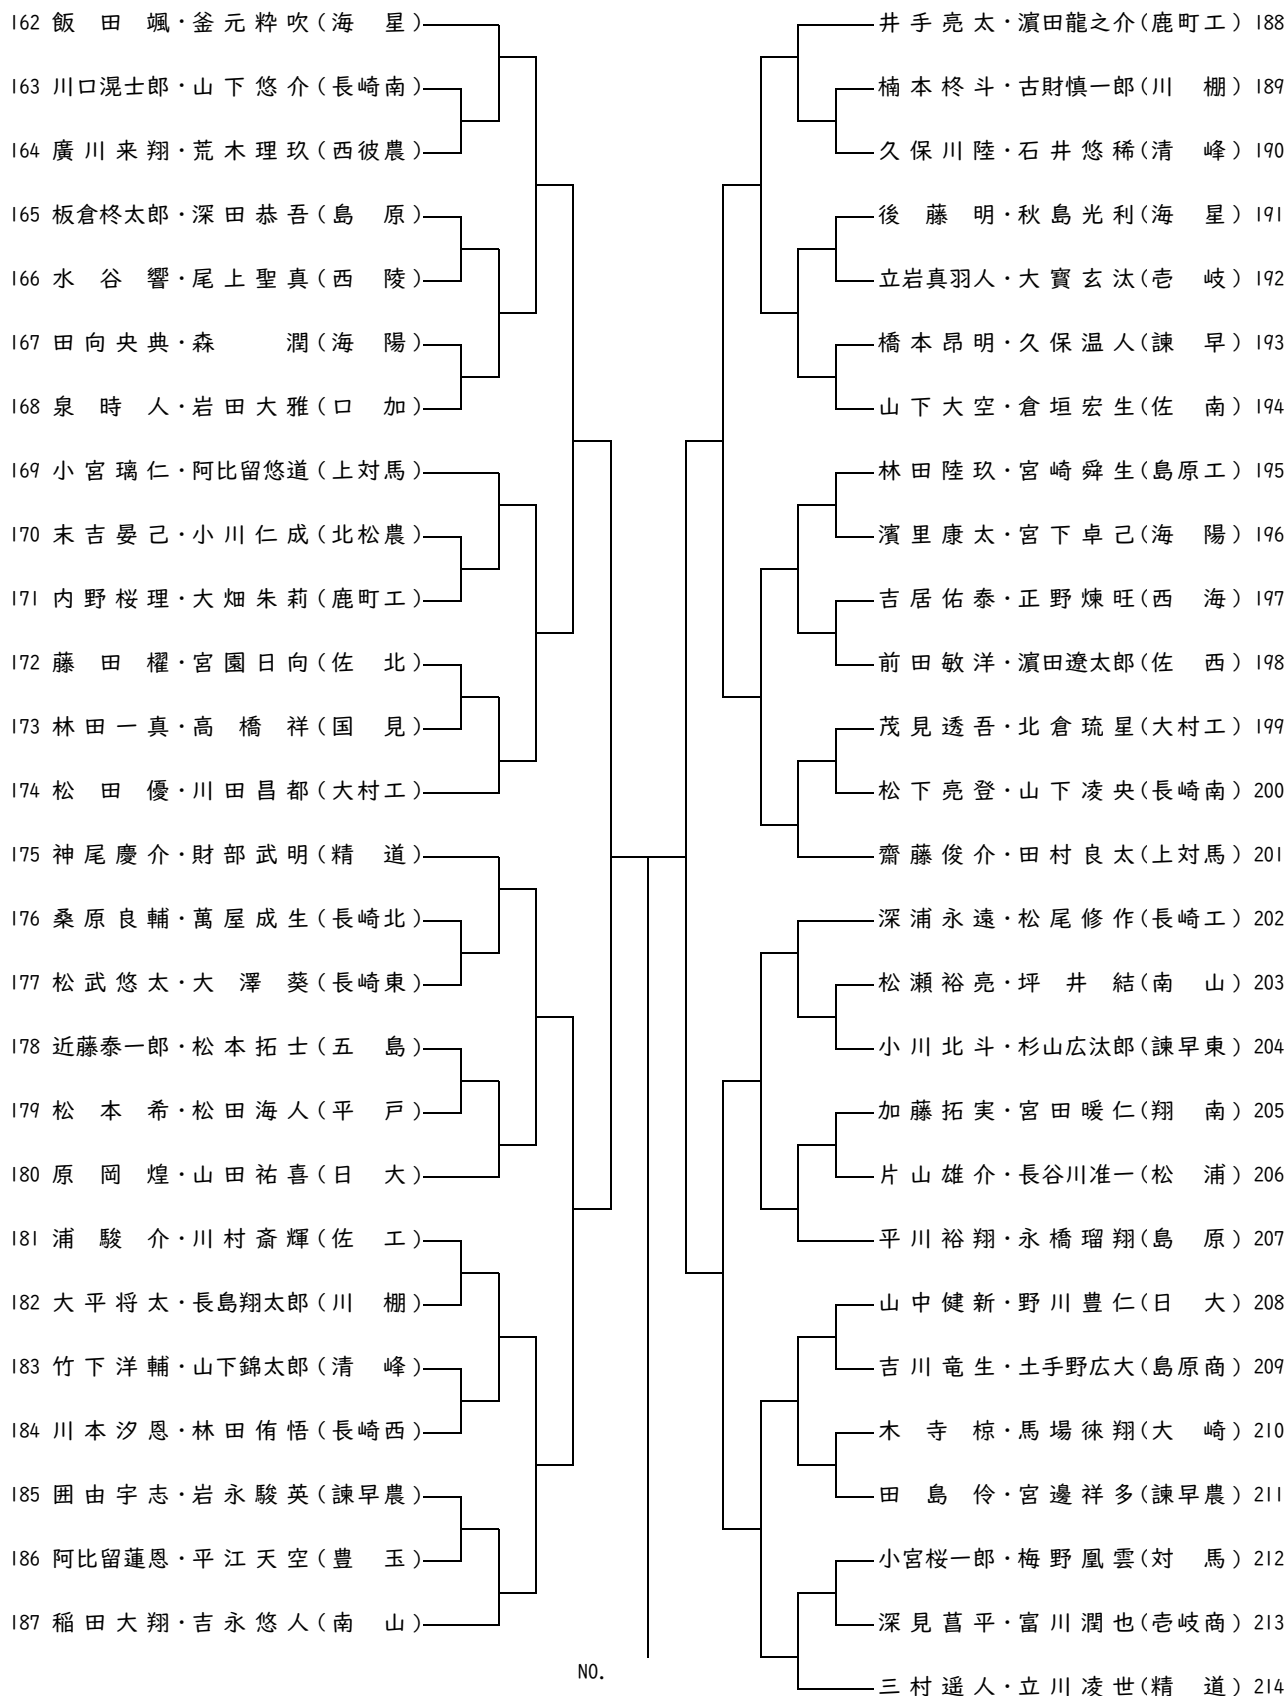 162 飯田 颯・釜元粋吹(海 星)
163 川口滉士郎・山下悠介(長崎南)
164 廣川来翔・荒木理玖(西彼農)
165 板倉柊太郎・深田恭吾(島 原)
166 水谷 響・尾上聖真(西 陵)
167 田向央典・森 潤(海 陽)
168 泉 時人・岩田大雅(口 加)
169 小宮璃仁・阿比留悠道(上対馬)
170 末吉晏己・小川仁成(北松農)
171 内野桜理・大畑朱莉(鹿町工)
172 藤田 櫂・宮園日向(佐 北)
173 林田一真・高橋 祥(国 見)
174 松田 優・川田昌都(大村工)
175 神尾慶介・財部武明(精 道)
176 桑原良輔・萬屋成生(長崎北)
177 松武悠太・大澤 葵(長崎東)
178 近藤泰一郎・松本拓士(五 島)
179 松本 希・松田海人(平 戸)
180 原岡 煌・山田祐喜(日 大)
181 浦 駿介・川村斎輝(佐 工)
182 大平将太・長島翔太郎(川 棚)
183 竹下洋輔・山下錦太郎(清 峰)
184 川本汐恩・林田侑悟(長崎西)
185 囲由宇志・岩永駿英(諫早農)
186 阿比留蓮恩・平江天空(豊 玉)
187 稲田大翔・吉永悠人(南 山)
NO.
井手亮太・濵田龍之介(鹿町工) 188
楠本柊斗・古財慎一郎(川 棚) 189
久保川陸・石井悠稀(清 峰) 190
後藤 明・秋島光利(海 星) 191
立岩真羽人・大寳玄汰(壱 岐) 192
橋本昂明・久保温人(諫 早) 193
山下大空・倉垣宏生(佐 南) 194
林田陸玖・宮崎舜生(島原工) 195
濱里康太・宮下卓己(海 陽) 196
吉居佑泰・正野煉旺(西 海) 197
前田敏洋・濵田遼太郎(佐 西) 198
茂見透吾・北倉琉星(大村工) 199
松下亮登・山下凌央(長崎南) 200
齋藤俊介・田村良太(上対馬) 201
深浦永遠・松尾修作(長崎工) 202
松瀬裕亮・坪井 結(南 山) 203
小川北斗・杉山広汰郎(諫早東) 204
加藤拓実・宮田暖仁(翔 南) 205
片山雄介・長谷川准一(松 浦) 206
平川裕翔・永橋瑠翔(島 原) 207
山中健新・野川豊仁(日 大) 208
吉川竜生・土手野広大(島原商) 209
木寺 椋・馬場徠翔(大 崎) 210
田島 伶・宮邊祥多(諫早農) 211
小宮桜一郎・梅野凰雲(対 馬) 212
深見菖平・富川潤也(壱岐商) 213
三村遥人・立川凌世(精 道) 214